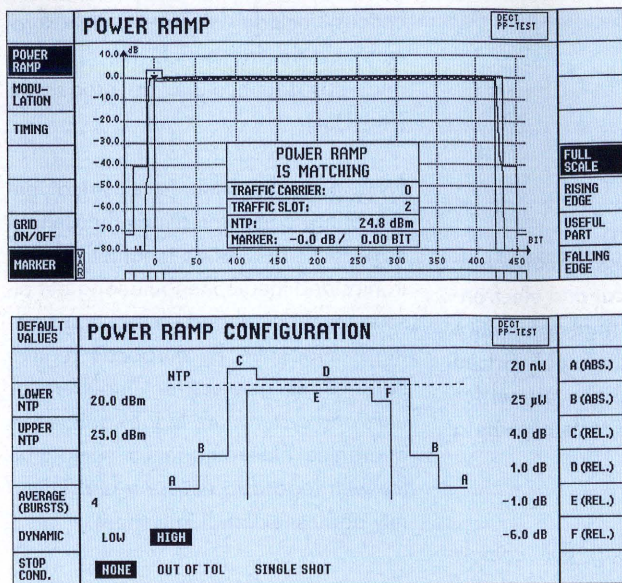 POWER RAMP
DECT
PP-TEST
POWER
RAMP
MODU-
LATION
TIMING
GRID
ON/OFF
MARKER
VAR
dB
40.0
0.0
-20.0
-30.0
-40.0
-50.0
-60.0
-70.0
-80.0
POWER RAMP
IS MATCHING
TRAFFIC CARRIER: 0
TRAFFIC SLOT: 2
NTP: 24.8 dBm
MARKER: -0.0 dB/ 0.00 BIT
BIT
0 50 100 150 200 250 300 350 400 450
FULL
SCALE
RISING
EDGE
USEFUL
PART
FALLING
EDGE
DEFAULT
VALUES
POWER RAMP CONFIGURATION
DECT
PP-TEST
LOWER
NTP
20.0 dBm
UPPER
NTP
25.0 dBm
AVERAGE
(BURSTS)
4
DYNAMIC
LOW HIGH
STOP
COND.
NONE OUT OF TOL SINGLE SHOT
NTP
C
D
E
F
B
B
A
A
20 nW A (ABS.)
25 µW B (ABS.)
4.0 dB C (REL.)
1.0 dB D (REL.)
-1.0 dB E (REL.)
-6.0 dB F (REL.)